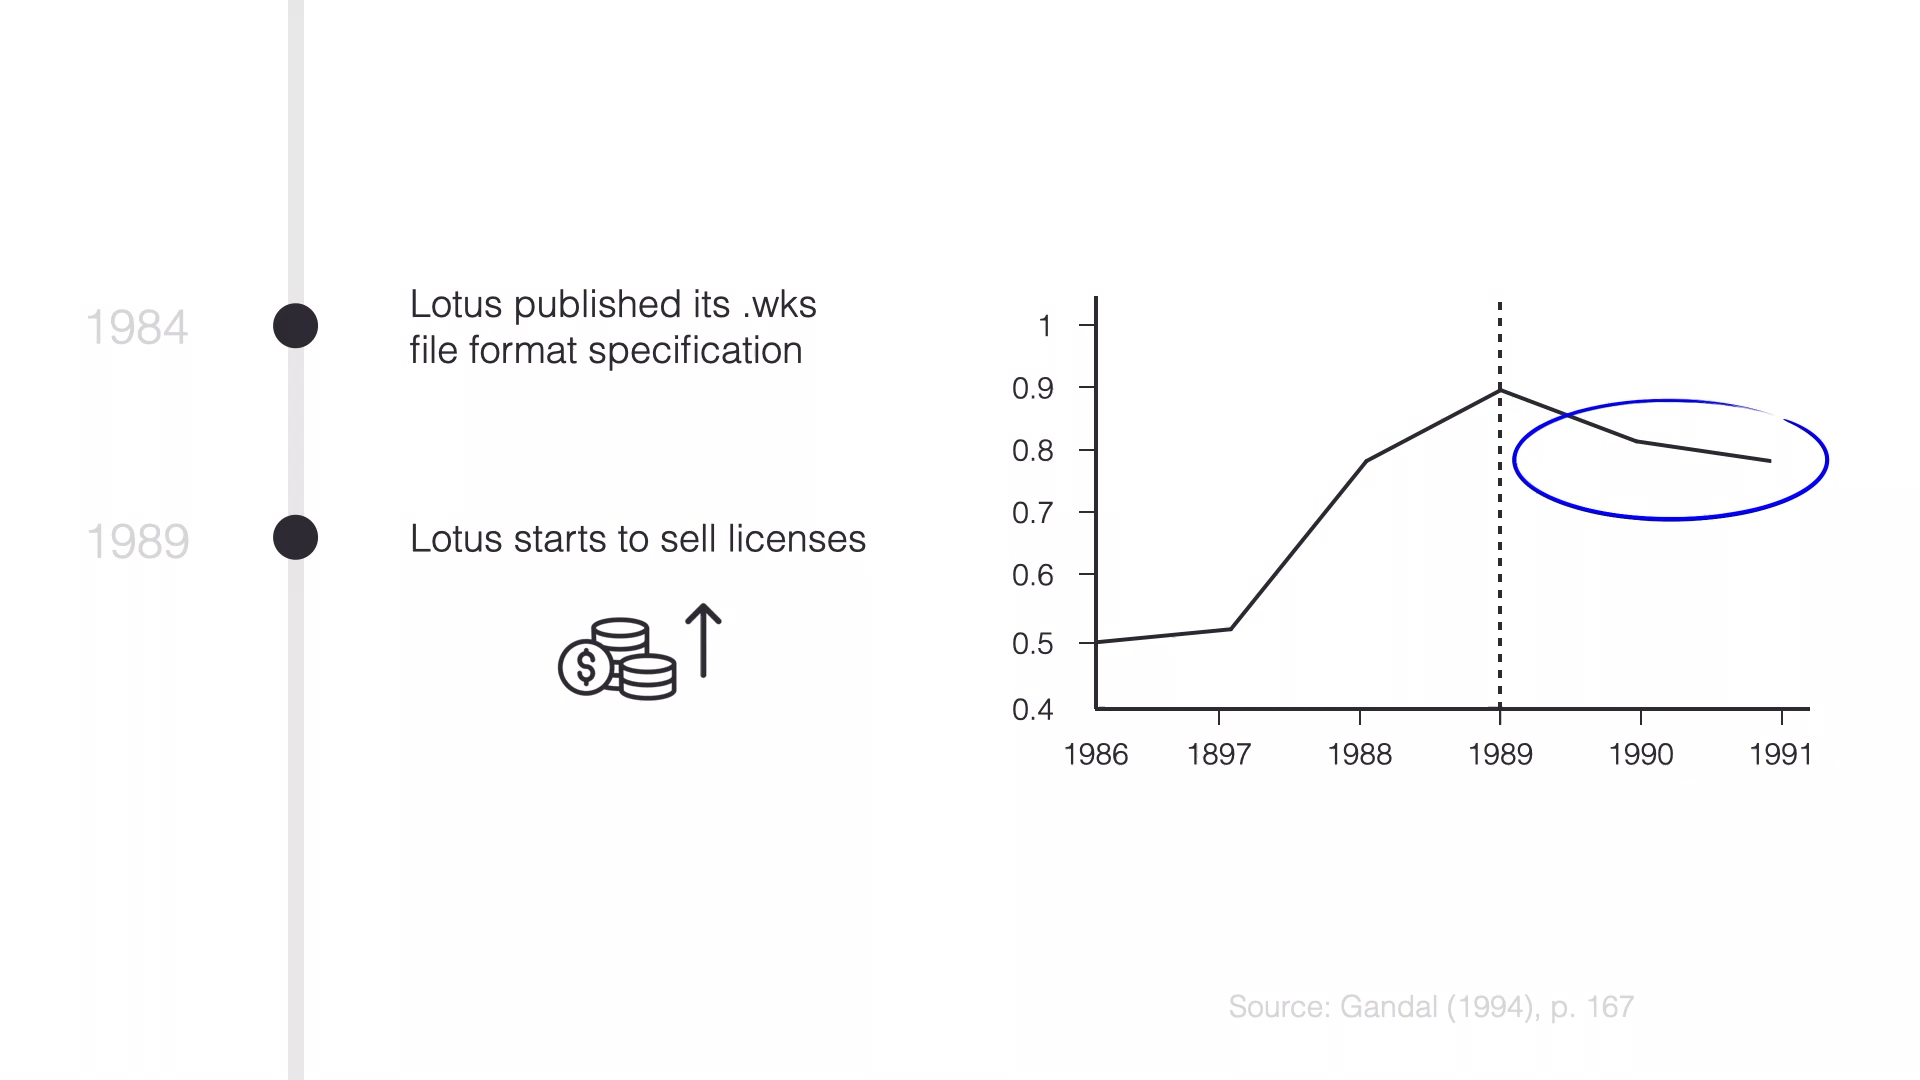 1984
Lotus published its .wks
file format specification
1989
Lotus starts to sell licenses
$
1
0.9
0.8
0.7
0.6
0.5
0.4
1986 1897 1988 1989 1990 1991
Source: Gandal (1994), p. 167